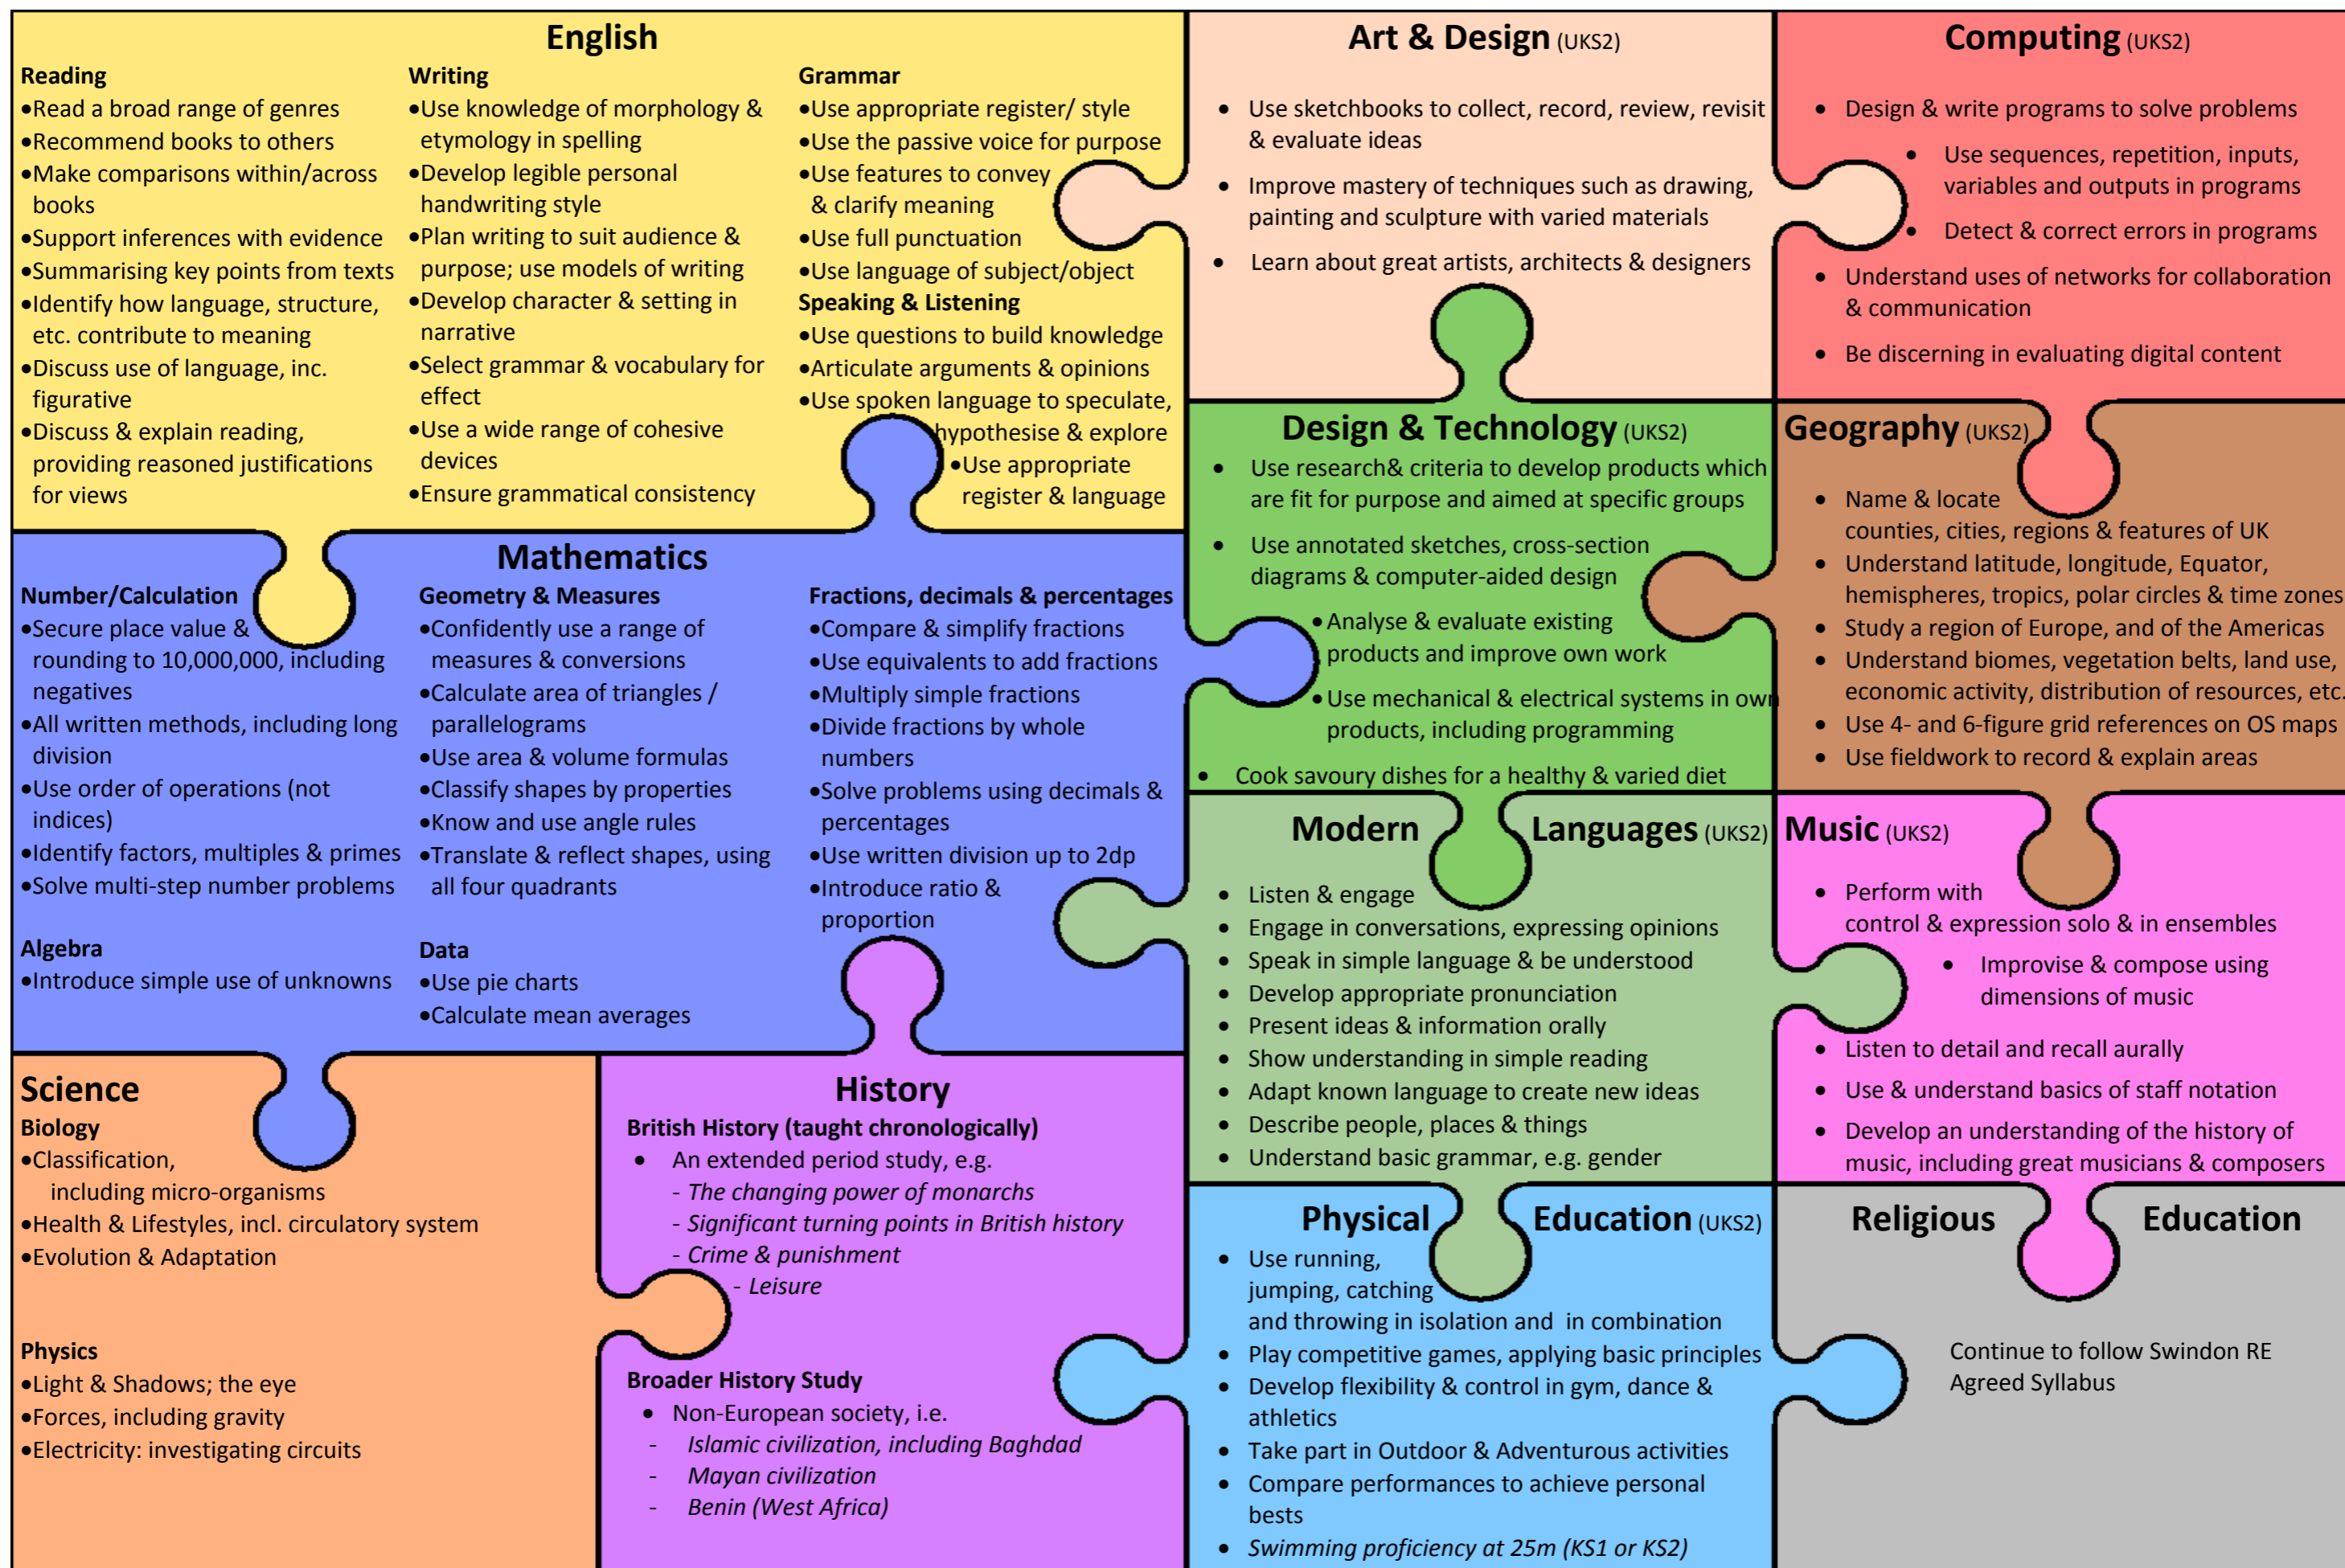 English
Reading
•Read a broad range of genres
•Recommend books to others
•Make comparisons within/across
books
•Support inferences with evidence
•Summarising key points from texts
•Identify how language, structure,
etc. contribute to meaning
•Discuss use of language, inc.
figurative
•Discuss & explain reading,
providing reasoned justifications
for views
Writing
•Use knowledge of morphology &
etymology in spelling
•Develop legible personal
handwriting style
•Plan writing to suit audience &
purpose; use models of writing
•Develop character & setting in
narrative
•Select grammar & vocabulary for
effect
•Use a wide range of cohesive
devices
•Ensure grammatical consistency
Grammar
•Use appropriate register/ style
•Use the passive voice for purpose
•Use features to convey
& clarify meaning
•Use full punctuation
•Use language of subject/object
Speaking & Listening
•Use questions to build knowledge
•Articulate arguments & opinions
•Use spoken language to speculate,
hypothesise & explore
•Use appropriate
register & language
Art & Design (UKS2)
• Use sketchbooks to collect, record, review, revisit
& evaluate ideas
• Improve mastery of techniques such as drawing,
painting and sculpture with varied materials
• Learn about great artists, architects & designers
Computing (UKS2)
• Design & write programs to solve problems
• Use sequences, repetition, inputs,
variables and outputs in programs
• Detect & correct errors in programs
• Understand uses of networks for collaboration
& communication
• Be discerning in evaluating digital content
Design & Technology (UKS2)
• Use research& criteria to develop products which
are fit for purpose and aimed at specific groups
• Use annotated sketches, cross-section
diagrams & computer-aided design
•Analyse & evaluate existing
products and improve own work
•Use mechanical & electrical systems in own
products, including programming
• Cook savoury dishes for a healthy & varied diet
Geography (UKS2)
• Name & locate
counties, cities, regions & features of UK
• Understand latitude, longitude, Equator,
hemispheres, tropics, polar circles & time zones
• Study a region of Europe, and of the Americas
• Understand biomes, vegetation belts, land use,
economic activity, distribution of resources, etc.
• Use 4- and 6-figure grid references on OS maps
• Use fieldwork to record & explain areas
Mathematics
Number/Calculation
•Secure place value &
rounding to 10,000,000, including
negatives
•All written methods, including long
division
•Use order of operations (not
indices)
•Identify factors, multiples & primes
•Solve multi-step number problems
Algebra
•Introduce simple use of unknowns
Geometry & Measures
•Confidently use a range of
measures & conversions
•Calculate area of triangles /
parallelograms
•Use area & volume formulas
•Classify shapes by properties
•Know and use angle rules
•Translate & reflect shapes, using
all four quadrants
Data
•Use pie charts
•Calculate mean averages
Fractions, decimals & percentages
•Compare & simplify fractions
•Use equivalents to add fractions
•Multiply simple fractions
•Divide fractions by whole
numbers
•Solve problems using decimals &
percentages
•Use written division up to 2dp
•Introduce ratio &
proportion
Modern Languages (UKS2)
• Listen & engage
• Engage in conversations, expressing opinions
• Speak in simple language & be understood
• Develop appropriate pronunciation
• Present ideas & information orally
• Show understanding in simple reading
• Adapt known language to create new ideas
• Describe people, places & things
• Understand basic grammar, e.g. gender
Music (UKS2)
• Perform with
control & expression solo & in ensembles
• Improvise & compose using
dimensions of music
• Listen to detail and recall aurally
• Use & understand basics of staff notation
• Develop an understanding of the history of
music, including great musicians & composers
Science
Biology
•Classification,
including micro-organisms
•Health & Lifestyles, incl. circulatory system
•Evolution & Adaptation
Physics
•Light & Shadows; the eye
•Forces, including gravity
•Electricity: investigating circuits
History
British History (taught chronologically)
• An extended period study, e.g.
- The changing power of monarchs
- Significant turning points in British history
- Crime & punishment
- Leisure
Broader History Study
• Non-European society, i.e.
- Islamic civilization, including Baghdad
- Mayan civilization
- Benin (West Africa)
Physical Education (UKS2)
• Use running,
jumping, catching
and throwing in isolation and in combination
• Play competitive games, applying basic principles
• Develop flexibility & control in gym, dance &
athletics
• Take part in Outdoor & Adventurous activities
• Compare performances to achieve personal
bests
• Swimming proficiency at 25m (KS1 or KS2)
Religious Education
Continue to follow Swindon RE
Agreed Syllabus